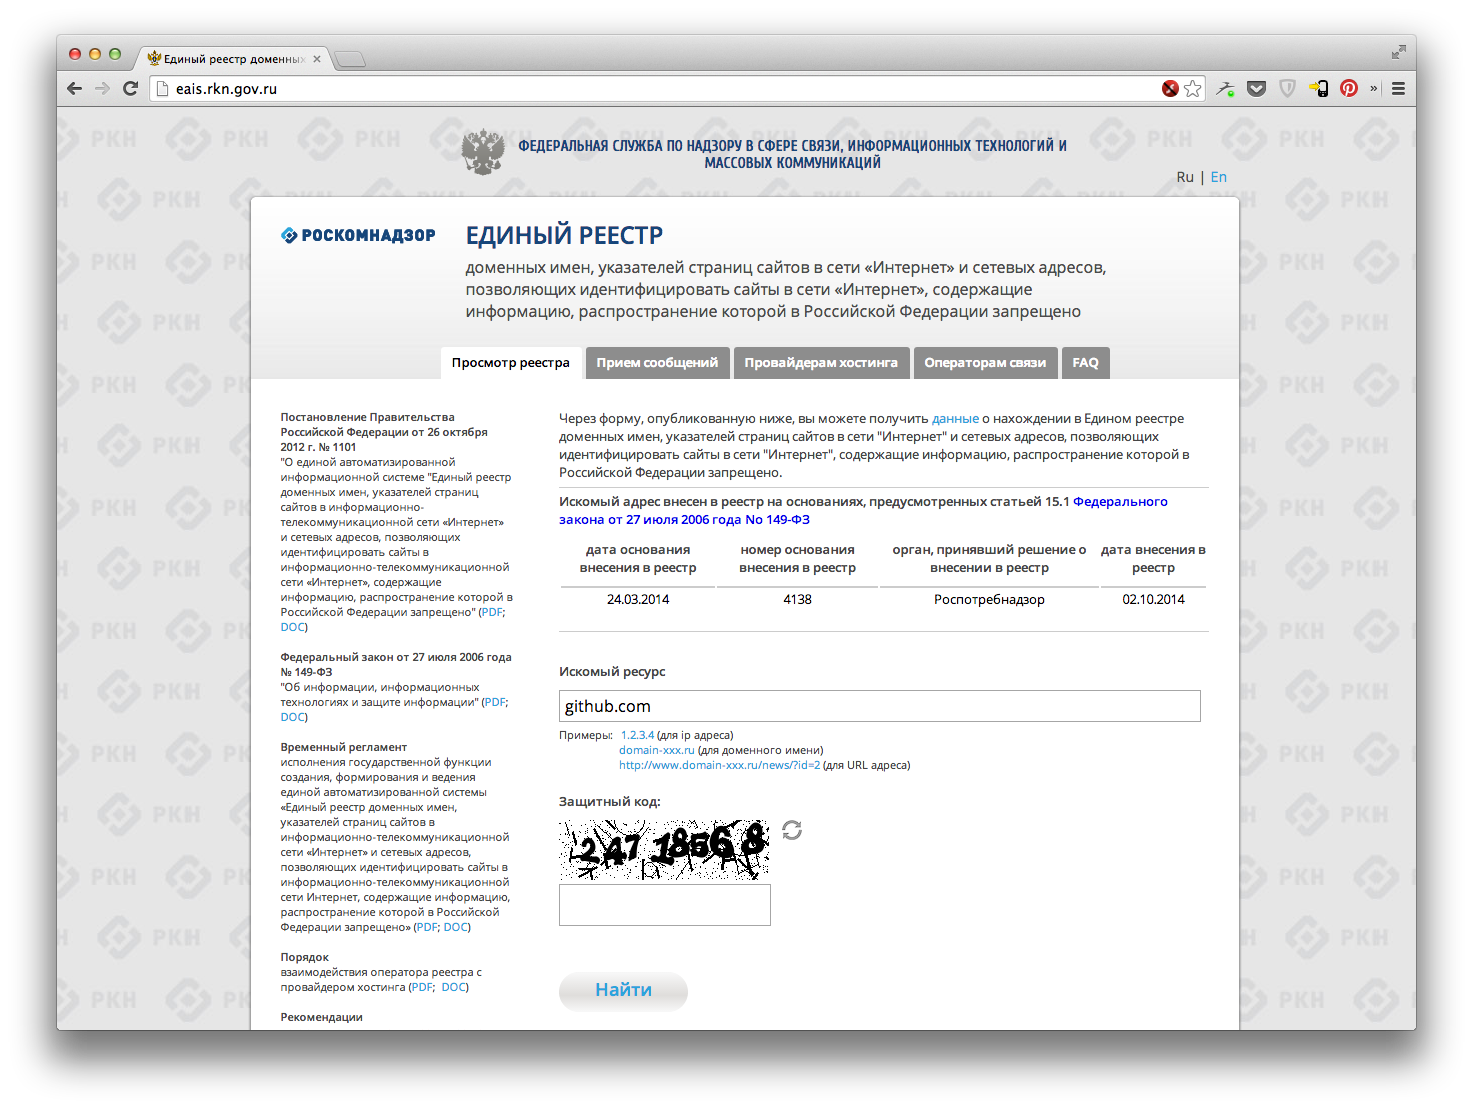 Единый реестр доменных
eais.rkn.gov.ru
»
РКН
ФЕДЕРАЛЬНАЯ СЛУЖБА ПО НАДЗОРУ В СФЕРЕ СВЯЗИ, ИНФОРМАЦИОННЫХ ТЕХНОЛОГИЙ И
МАССОВЫХ КОММУНИКАЦИЙ
Ru | En
РОСКОМНАДЗОР
ЕДИНЫЙ РЕЕСТР
доменных имен, указателей страниц сайтов в сети «Интернет» и сетевых адресов,
позволяющих идентифицировать сайты в сети «Интернет», содержащие
информацию, распространение которой в Российской Федерации запрещено
Просмотр реестра Прием сообщений Провайдерам хостинга Операторам связи FAQ
Постановление Правительства
Российской Федерации от 26 октября
2012 г. № 1101
"О единой автоматизированной
информационной системе "Единый реестр
доменных имен, указателей страниц
сайтов в информационно-
телекоммуникационной сети «Интернет»
и сетевых адресов, позволяющих
идентифицировать сайты в
информационно-телекоммуникационной
сети «Интернет», содержащие
информацию, распространение которой в
Российской Федерации запрещено" (PDF;
DOC)
Федеральный закон от 27 июля 2006 года
№ 149-ФЗ
"Об информации, информационных
технологиях и защите информации" (PDF;
DOC)
Временный регламент
исполнения государственной функции
создания, формирования и ведения
единой автоматизированной системы
«Единый реестр доменных имен,
указателей страниц сайтов в
информационно-телекоммуникационной
сети «Интернет» и сетевых адресов,
позволяющих идентифицировать сайты в
информационно-телекоммуникационной
сети Интернет, содержащие информацию,
распространение которой в Российской
Федерации запрещено» (PDF; DOC)
Порядок
взаимодействия оператора реестра с
провайдером хостинга (PDF; DOC)
Рекомендации
Через форму, опубликованную ниже, вы можете получить данные о нахождении в Едином реестре
доменных имен, указателей страниц сайтов в сети "Интернет" и сетевых адресов, позволяющих
идентифицировать сайты в сети "Интернет", содержащие информацию, распространение которой в
Российской Федерации запрещено.
Искомый адрес внесен в реестр на основаниях, предусмотренных статьей 15.1 Федерального
закона от 27 июля 2006 года No 149-ФЗ
дата основания номер основания орган, принявший решение о дата внесения в
внесения в реестр внесения в реестр внесении в реестр реестр
24.03.2014 4138 Роспотребнадзор 02.10.2014
Искомый ресурс
github.com
Примеры: 1.2.3.4 (для ip адреса)
domain-xxx.ru (для доменного имени)
http://www.domain-xxx.ru/news/?id=2 (для URL адреса)
Защитный код:
24718568
Найти